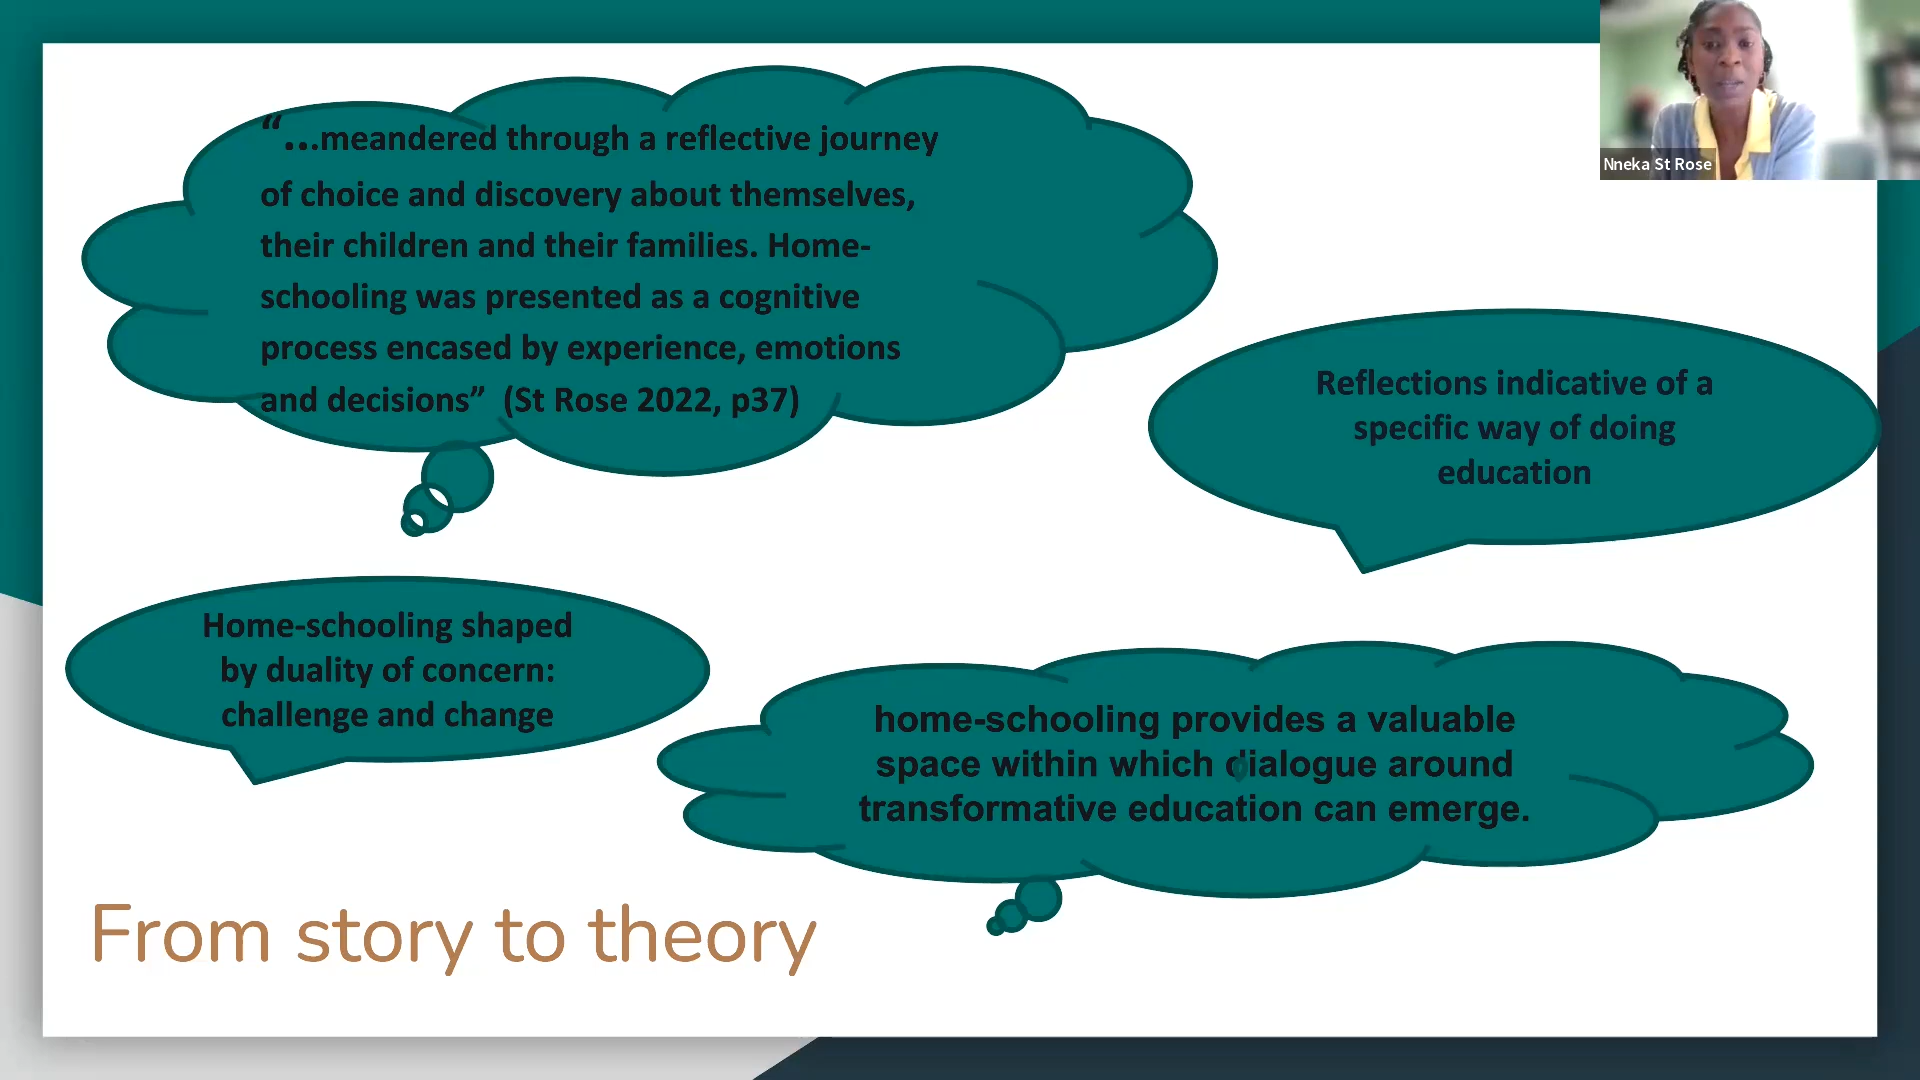 “...meandered through a reflective journey
of choice and discovery about themselves,
their children and their families. Home-
schooling was presented as a cognitive
process encased by experience, emotions
and decisions” (St Rose 2022, p37)
Nneka St Rose
Reflections indicative of a
specific way of doing
education
Home-schooling shaped
by duality of concern:
challenge and change
home-schooling provides a valuable
space within which dialogue around
transformative education can emerge.
From story to theory